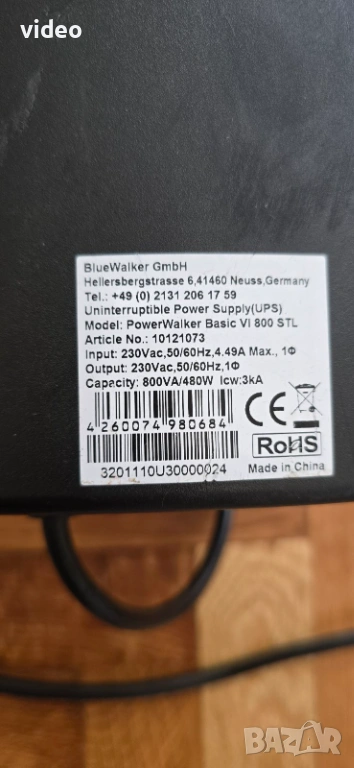 video
BlueWalker GmbH
Hellersbergstrasse 6,41460 Neuss,Germany
Tel.: +49 (0) 2131 206 17 59
Uninterruptible Power Supply(UPS)
Model: PowerWalker Basic VI 800 STL
Article No.: 10121073
Input: 230Vac,50/60Hz,4.49A Max., 1Φ
Output: 230Vac,50/60Hz,1Φ
Capacity: 800VA/480W Icw:3kA
4 260074 980684
CE
RoHS
3201110U30000024
Made in China
BAZAR